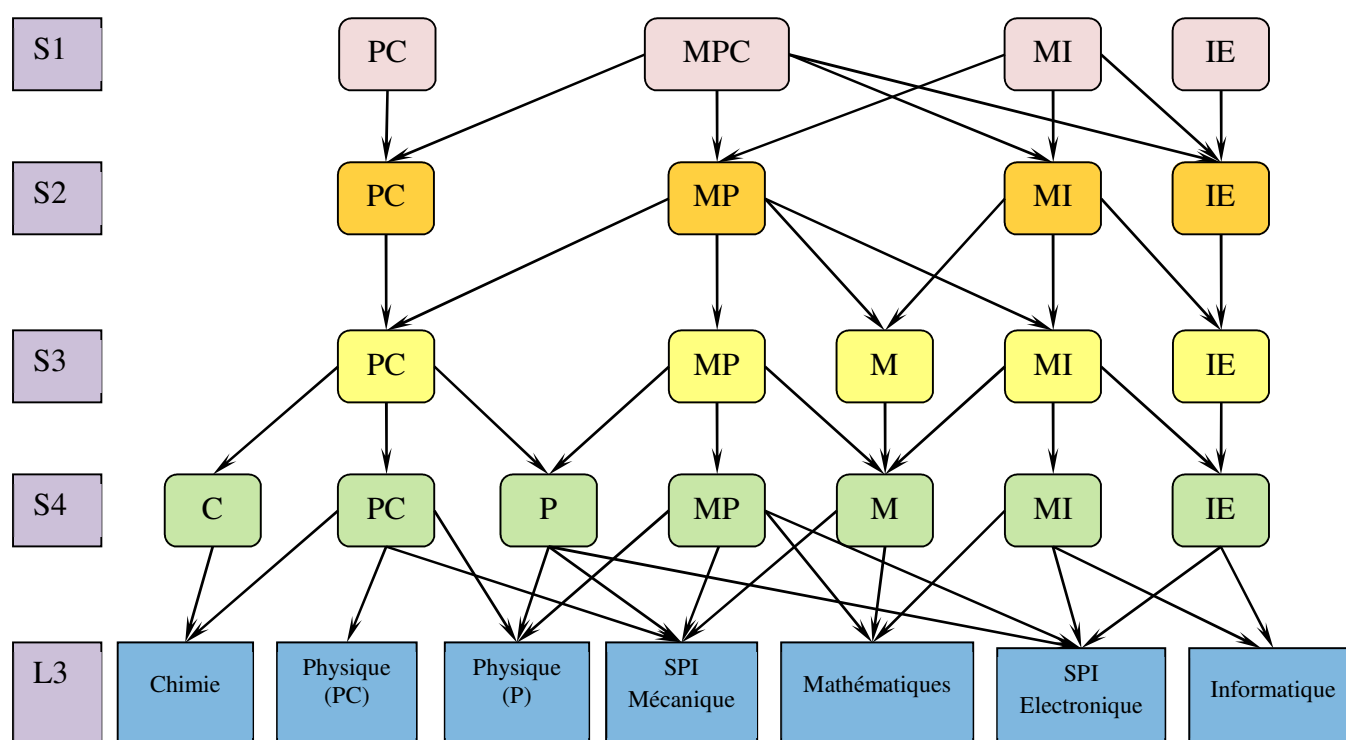 S1
PC
MPC
MI
IE
S2
PC
MP
MI
IE
S3
PC
MP
M
MI
IE
S4
C
PC
P
MP
M
MI
IE
L3
Chimie
Physique
(PC)
Physique
(P)
SPI
Mécanique
Mathématiques
SPI
Electronique
Informatique